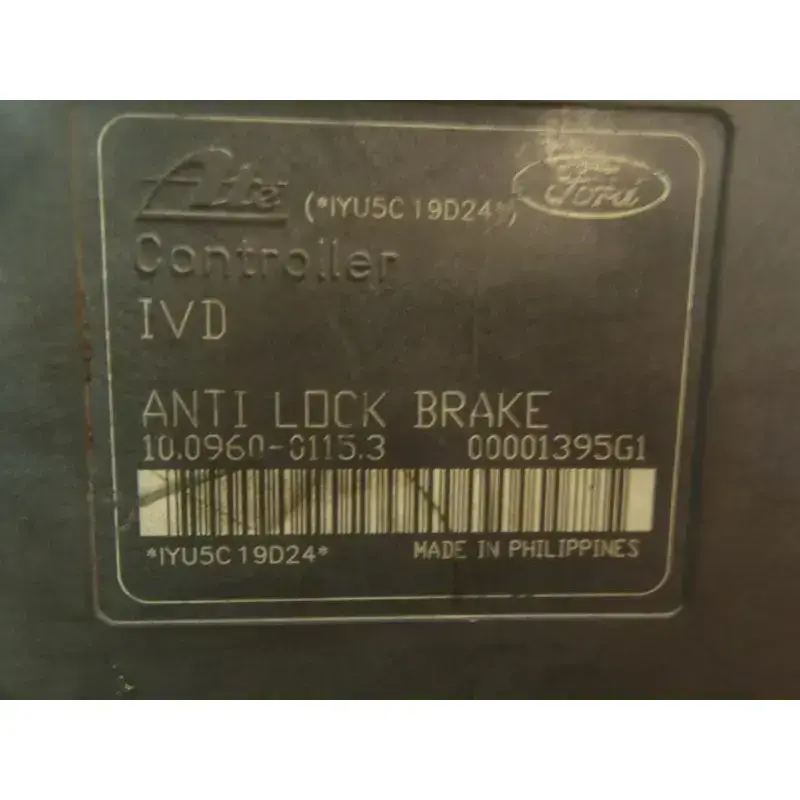 Ate (*IYU5C 19D24*) Ford
Controller
IVD
ANTI LOCK BRAKE
10.0960-0115.3 00001395G1
*IYU5C 19D24* MADE IN PHILIPPINES